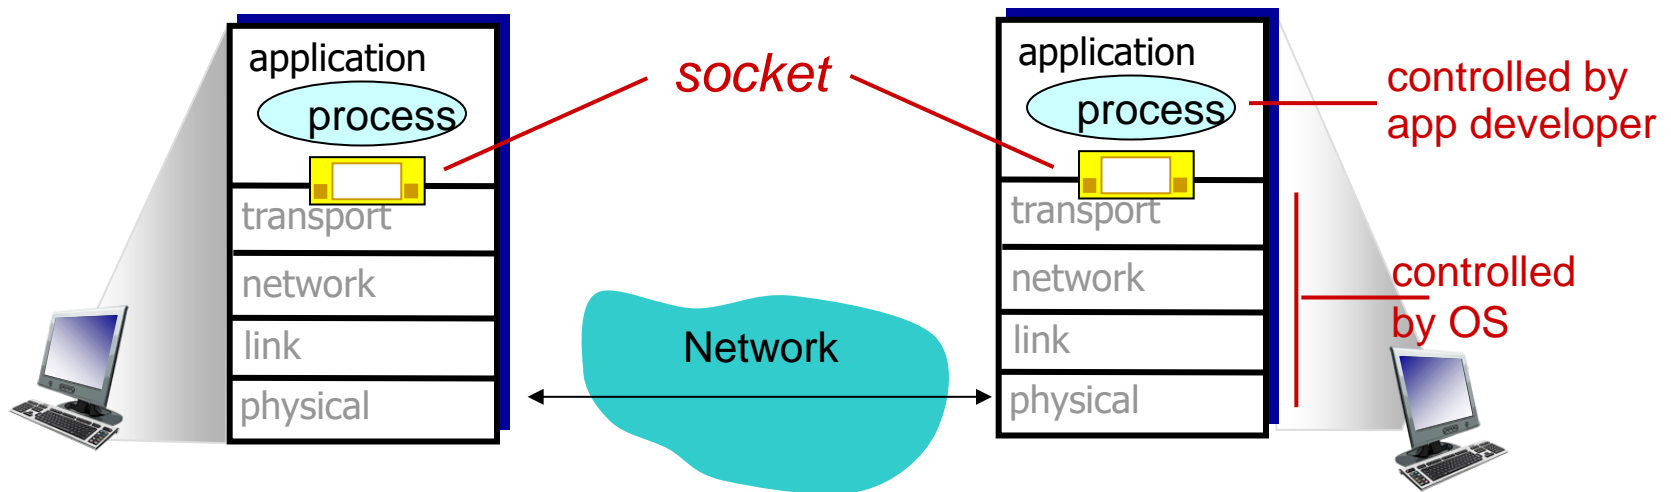 application
process
transport
network
link
physical
socket
Network
application
process
transport
network
link
physical
controlled by
app developer
controlled
by OS